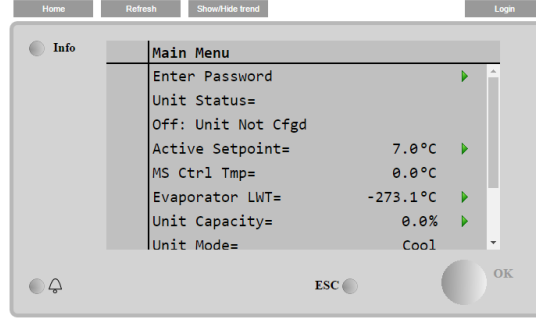 Home Refresh Show/Hide trend Login
Info
Main Menu
Enter Password
Unit Status=
Off: Unit Not Cfgd
Active Setpoint= 7.0°C
MS Ctrl Tmp= 0.0°C
Evaporator LWT= -273.1°C
Unit Capacity= 0.0%
Unit Mode= Cool
ESC OK